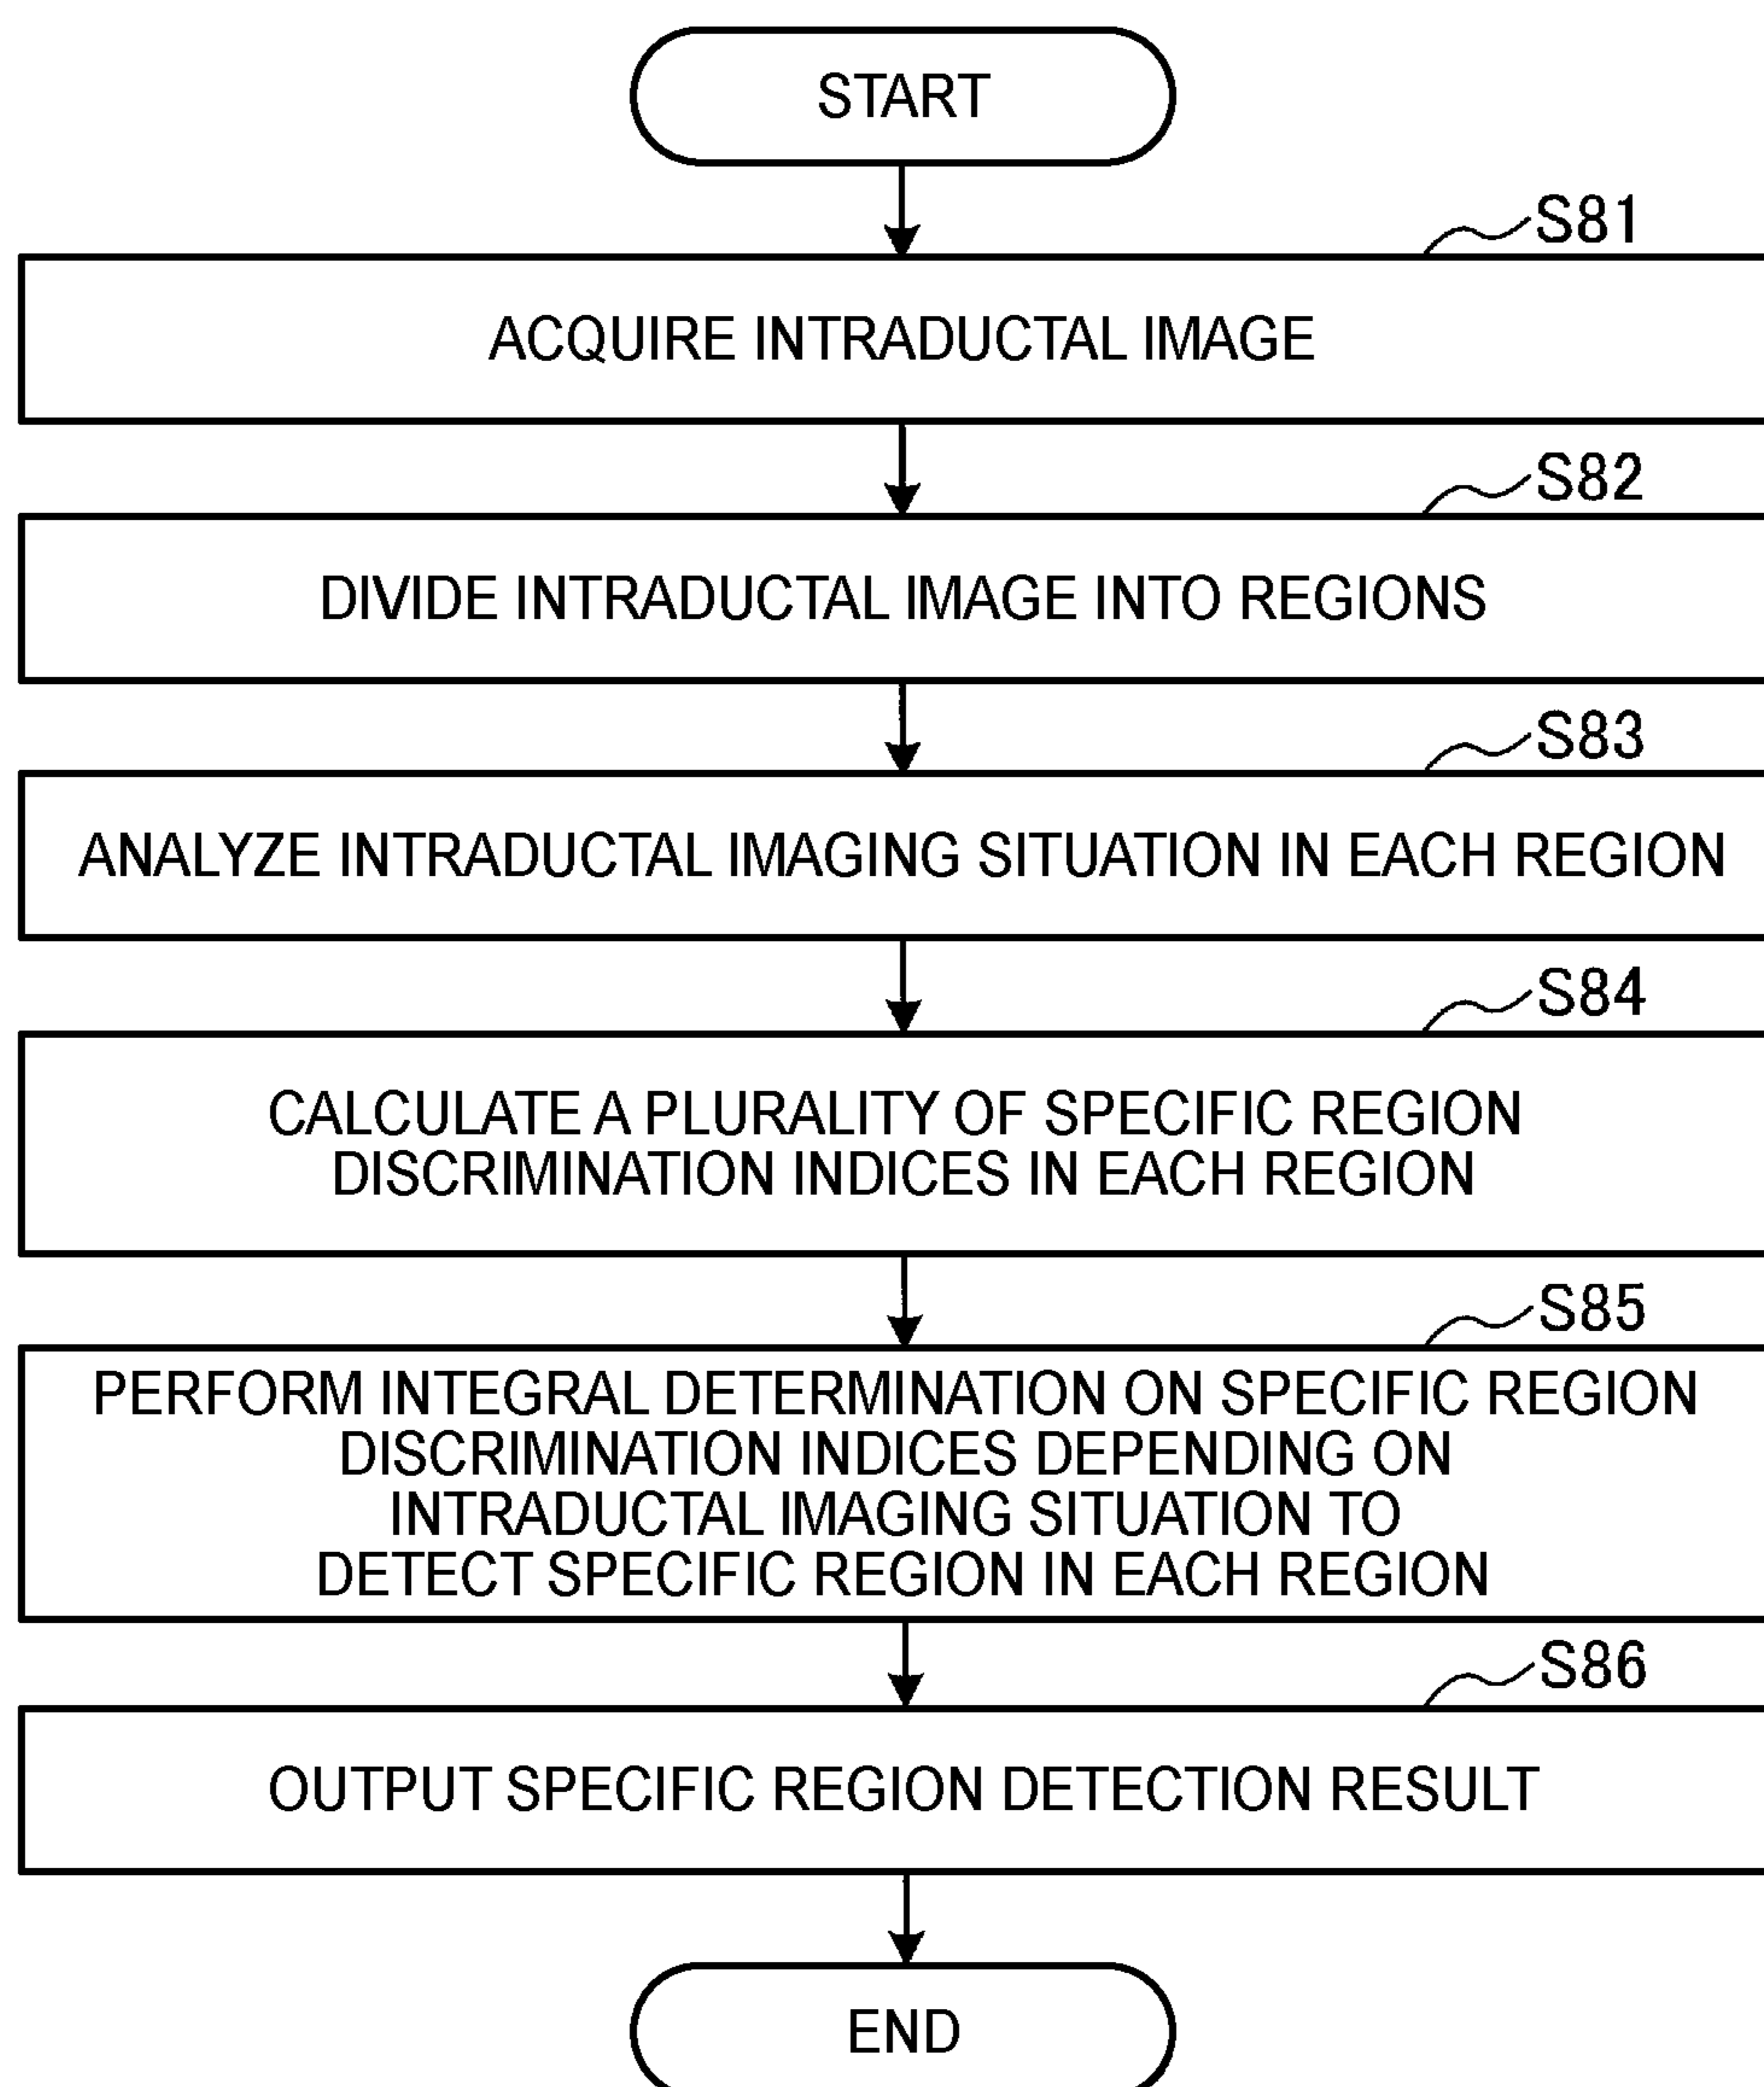 START
S81
ACQUIRE INTRADUCTAL IMAGE
S82
DIVIDE INTRADUCTAL IMAGE INTO REGIONS
S83
ANALYZE INTRADUCTAL IMAGING SITUATION IN EACH REGION
S84
CALCULATE A PLURALITY OF SPECIFIC REGION
DISCRIMINATION INDICES IN EACH REGION
S85
PERFORM INTEGRAL DETERMINATION ON SPECIFIC REGION
DISCRIMINATION INDICES DEPENDING ON
INTRADUCTAL IMAGING SITUATION TO
DETECT SPECIFIC REGION IN EACH REGION
S86
OUTPUT SPECIFIC REGION DETECTION RESULT
END